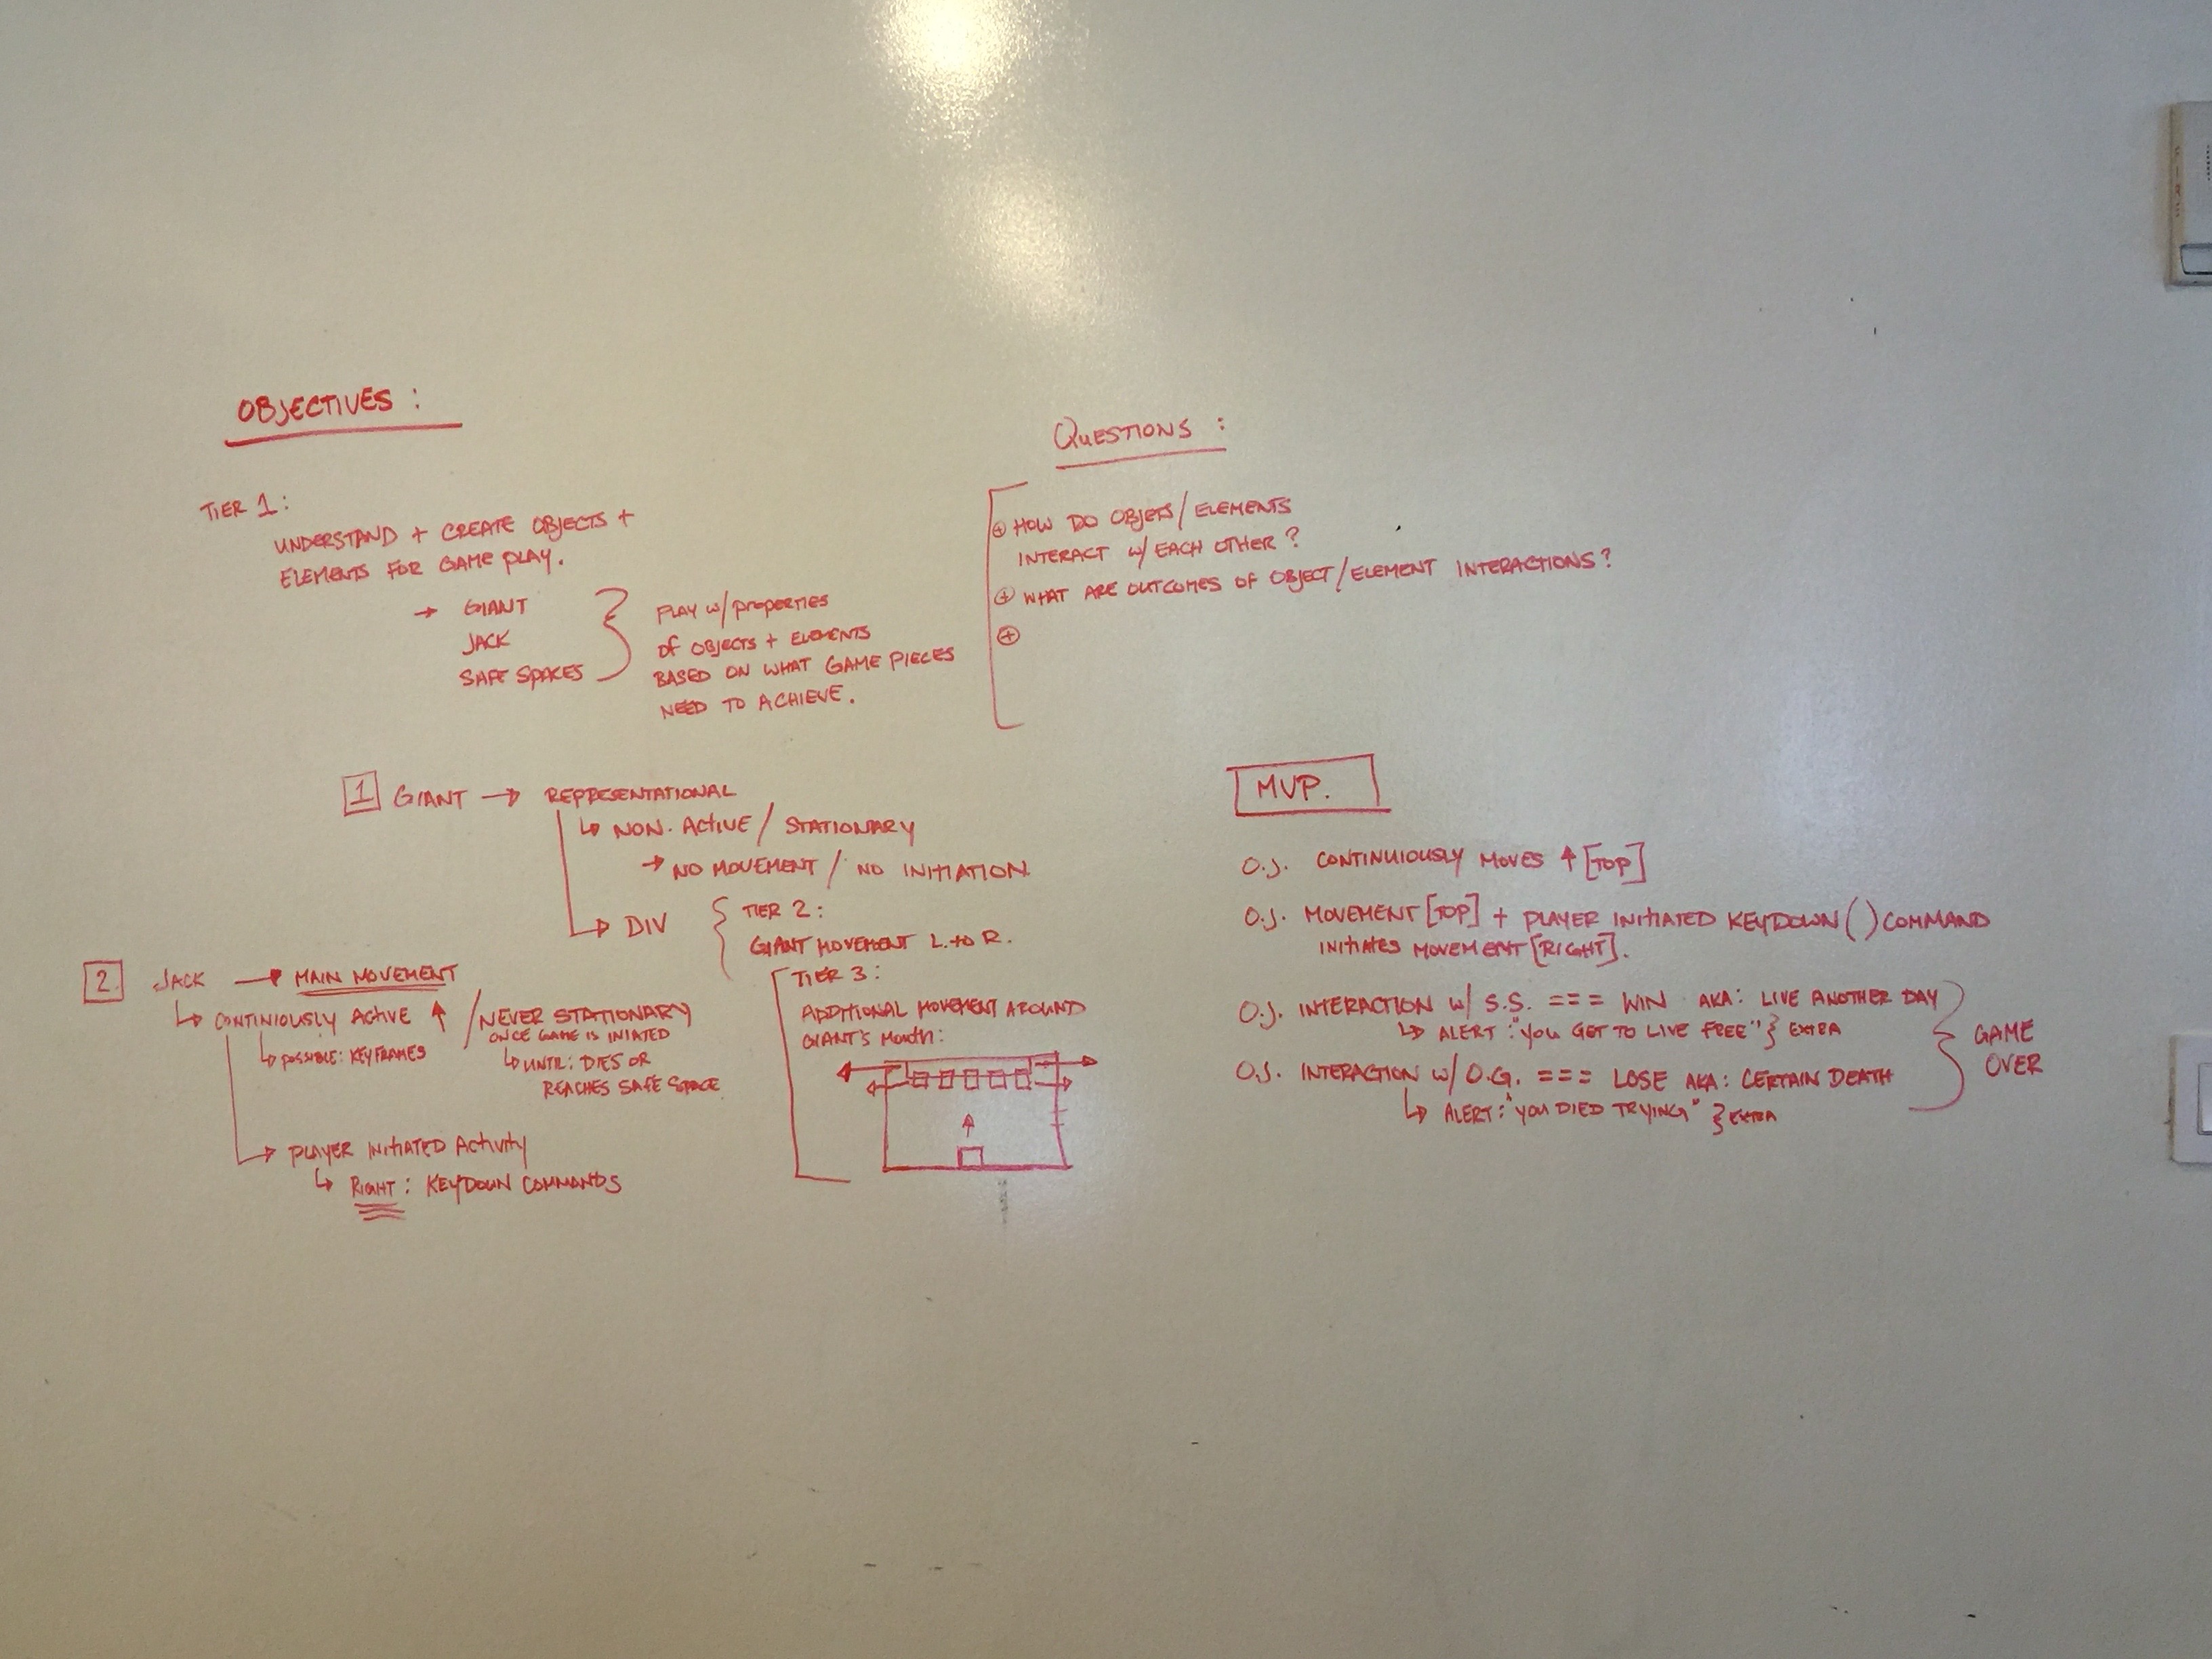 OBJECTIVES :
TIER 1:
UNDERSTAND + CREATE OBJECTS +
ELEMENTS FOR GAME PLAY.
→ GIANT
JACK
SAFE SPACES
PLAY W/ PROPERTIES
OF OBJECTS + ELEMENTS
BASED ON WHAT GAME PIECES
NEED TO ACHIEVE.
QUESTIONS :
⊕ HOW DO OBJETS/ELEMENTS
INTERACT W/ EACH OTHER?
⊕ WHAT ARE OUTCOMES OF OBJECT/ELEMENT INTERACTIONS?
⊕
1 GIANT → REPRESENTATIONAL
↳ NON. ACTIVE / STATIONARY
→ NO MOVEMENT / NO INITIATION
↳ DIV
TIER 2:
GIANT MOVEMENT L. to R.
TIER 3:
ADDITIONAL MOVEMENT AROUND
GIANT'S MOUTH:
2. JACK → MAIN MOVEMENT
↳ CONTINIOUSLY ACTIVE ↑ / NEVER STATIONARY
ONCE GAME IS INIATED
↳ POSSIBLE: KEYFRAMES
↳ UNTIL: DIES OR
REACHES SAFE SPACE
→ PLAYER INITIATED ACTIVITY
↳ RIGHT: KEYDOWN COMMANDS
MVP.
O.J. CONTINUIOUSLY MOVES ↑ [TOP]
O.J. MOVEMENT [TOP] + PLAYER INITIATED KEYDOWN() COMMAND
INITIATES MOVEMENT [RIGHT].
O.J. INTERACTION W/ S.S. === WIN AKA: LIVE ANOTHER DAY
↳ ALERT: "YOU GET TO LIVE FREE" } EXTRA
O.J. INTERACTION W/ O.G. === LOSE AKA: CERTAIN DEATH
↳ ALERT: "YOU DIED TRYING" } EXTRA
GAME
OVER